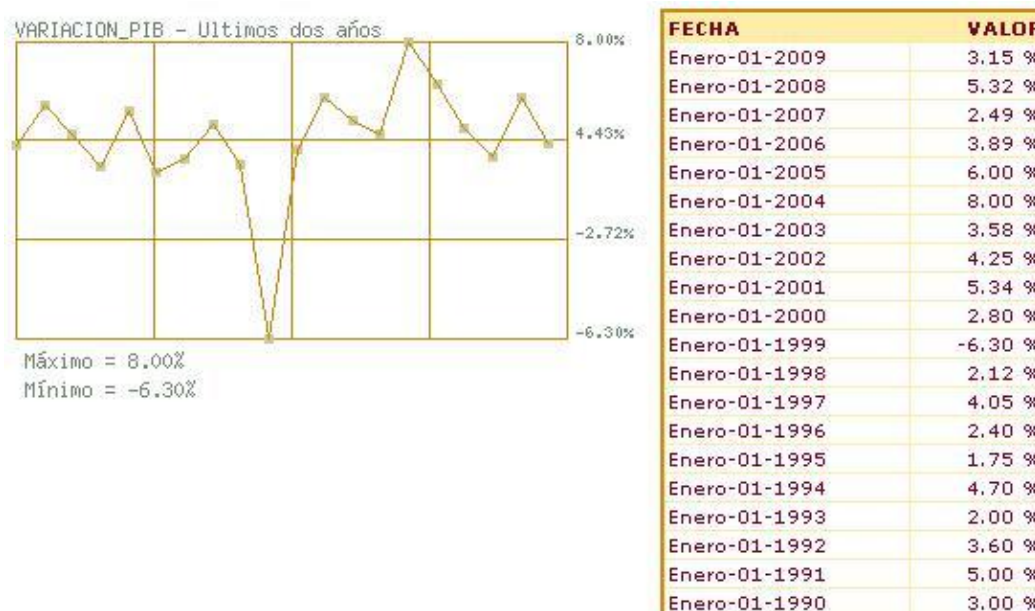 VARIACION_PIB - Ultimos dos años
8.00%
4.43%
-2.72%
-6.30%
Máximo = 8.00%
Mínimo = -6.30%
FECHA VALOR
Enero-01-2009 3.15 %
Enero-01-2008 5.32 %
Enero-01-2007 2.49 %
Enero-01-2006 3.89 %
Enero-01-2005 6.00 %
Enero-01-2004 8.00 %
Enero-01-2003 3.58 %
Enero-01-2002 4.25 %
Enero-01-2001 5.34 %
Enero-01-2000 2.80 %
Enero-01-1999 -6.30 %
Enero-01-1998 2.12 %
Enero-01-1997 4.05 %
Enero-01-1996 2.40 %
Enero-01-1995 1.75 %
Enero-01-1994 4.70 %
Enero-01-1993 2.00 %
Enero-01-1992 3.60 %
Enero-01-1991 5.00 %
Enero-01-1990 3.00 %